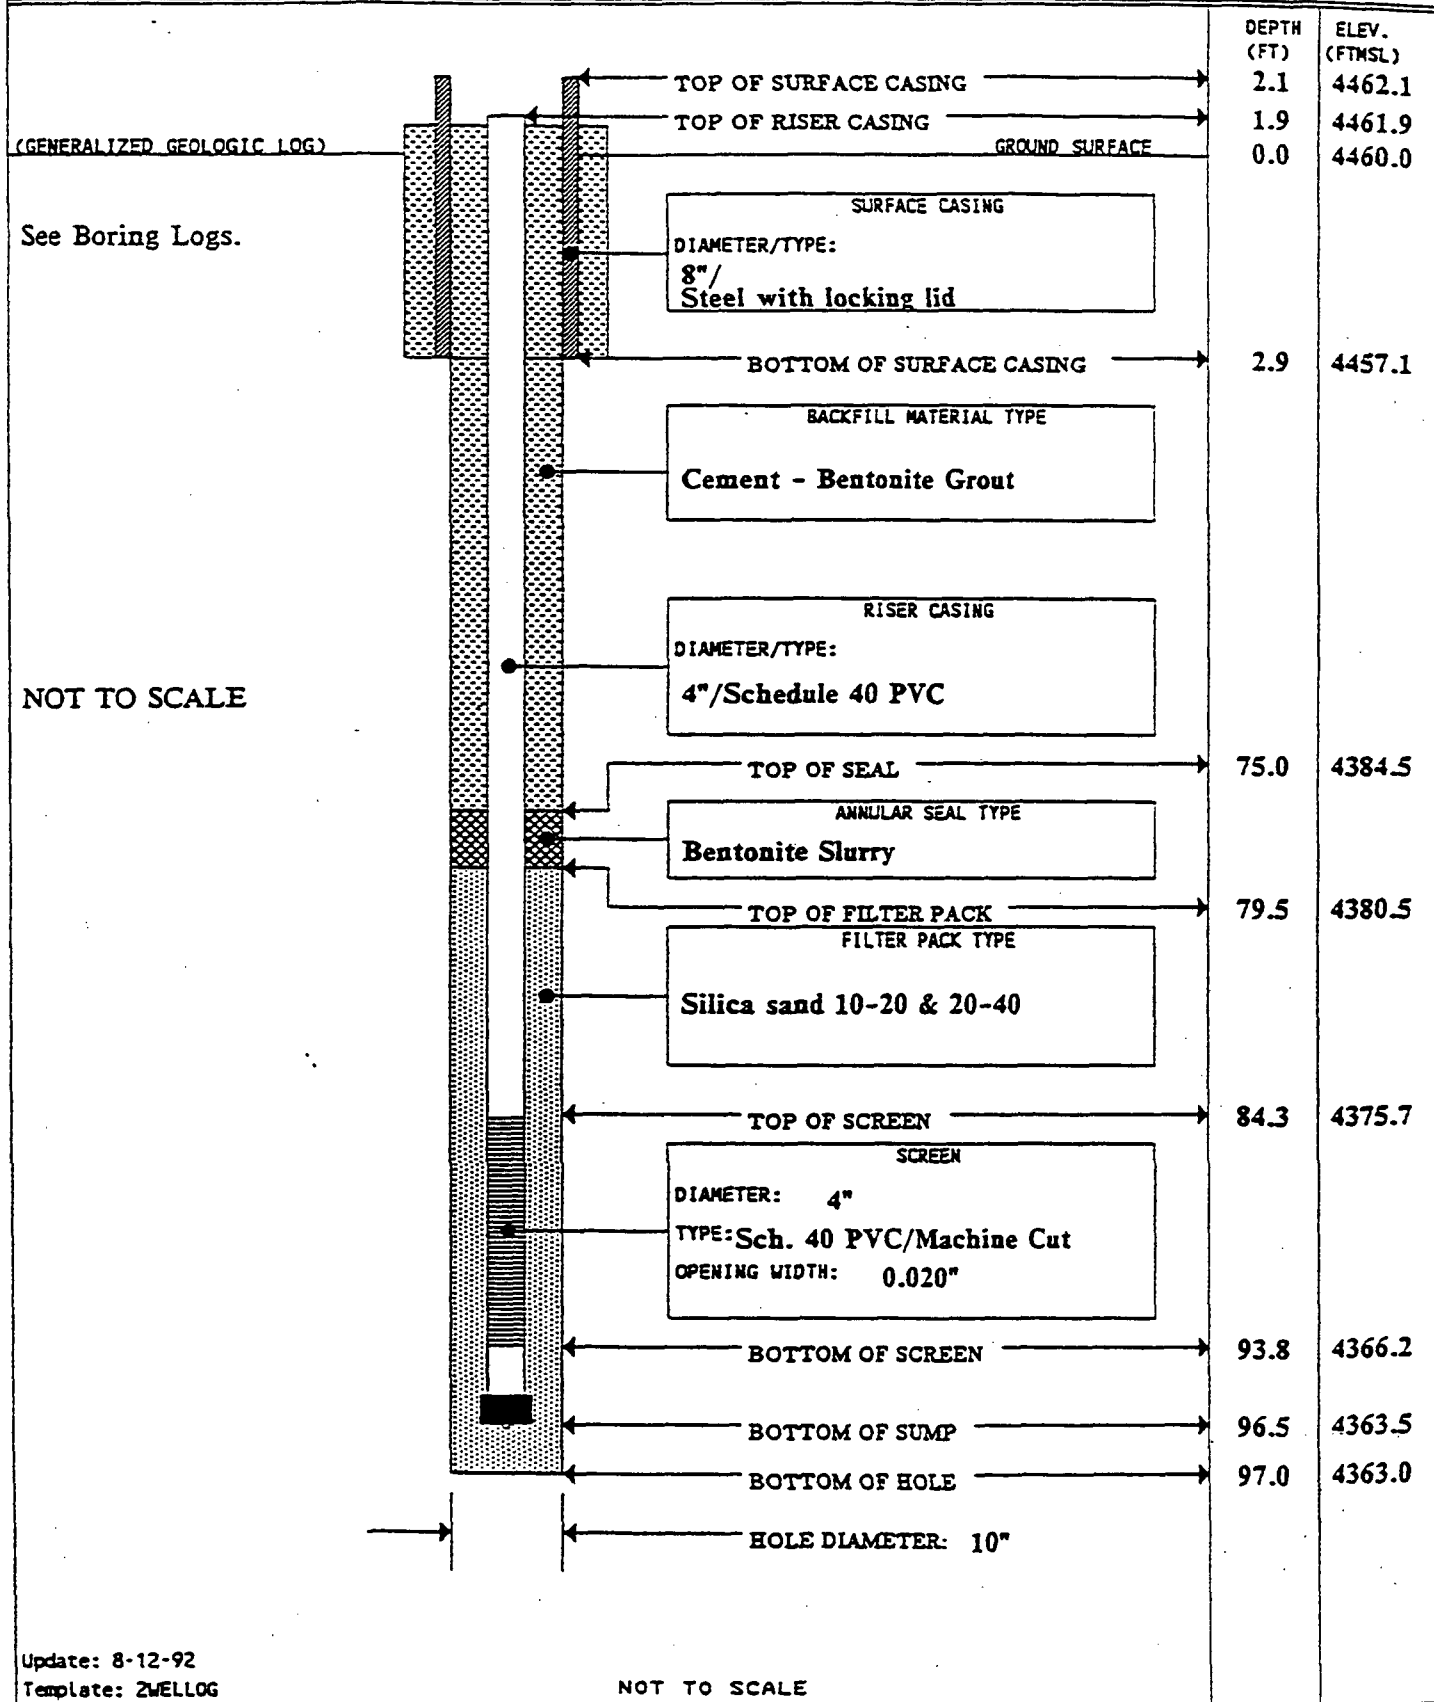 DEPTH ELEV.
(FT) (FTMSL)
TOP OF SURFACE CASING 2.1 4462.1
TOP OF RISER CASING 1.9 4461.9
(GENERALIZED GEOLOGIC LOG) GROUND SURFACE 0.0 4460.0
SURFACE CASING
See Boring Logs.
DIAMETER/TYPE:
8"/
Steel with locking lid
BOTTOM OF SURFACE CASING 2.9 4457.1
BACKFILL MATERIAL TYPE
Cement - Bentonite Grout
RISER CASING
DIAMETER/TYPE:
NOT TO SCALE 4"/Schedule 40 PVC
TOP OF SEAL 75.0 4384.5
ANNULAR SEAL TYPE
Bentonite Slurry
TOP OF FILTER PACK 79.5 4380.5
FILTER PACK TYPE
Silica sand 10-20 & 20-40
TOP OF SCREEN 84.3 4375.7
SCREEN
DIAMETER: 4"
TYPE: Sch. 40 PVC/Machine Cut
OPENING WIDTH: 0.020"
BOTTOM OF SCREEN 93.8 4366.2
BOTTOM OF SUMP 96.5 4363.5
BOTTOM OF HOLE 97.0 4363.0
HOLE DIAMETER: 10"
Update: 8-12-92
Template: 2WELLOG NOT TO SCALE